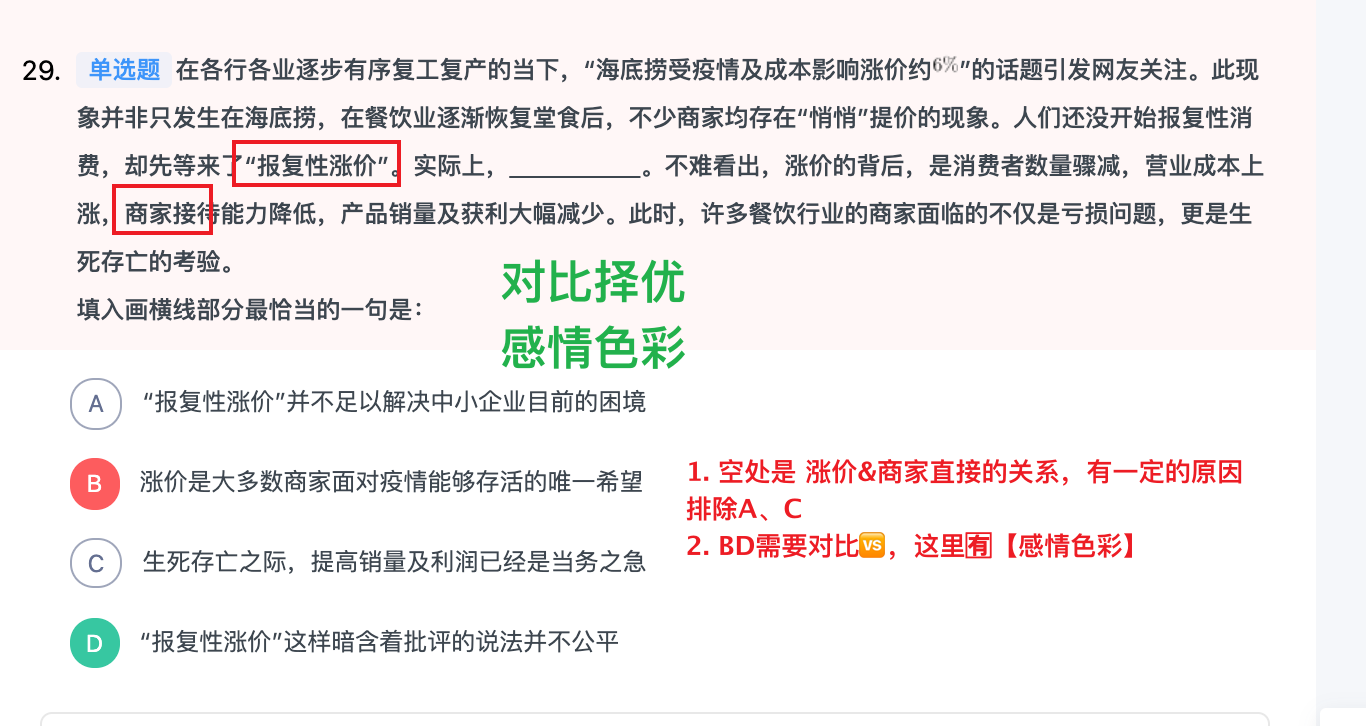 29. 单选题 在各行各业逐步有序复工复产的当下，“海底捞受疫情及成本影响涨价约6%”的话题引发网友关注。此现
象并非只发生在海底捞，在餐饮业逐渐恢复堂食后，不少商家均存在“悄悄”提价的现象。人们还没开始报复性消
费，却先等来了“报复性涨价”。实际上，___________。不难看出，涨价的背后，是消费者数量骤减，营业成本上
涨，商家接待能力降低，产品销量及获利大幅减少。此时，许多餐饮行业的商家面临的不仅是亏损问题，更是生
死存亡的考验。
填入画横线部分最恰当的一句是：
对比择优
感情色彩
A “报复性涨价”并不足以解决中小企业目前的困境
B 涨价是大多数商家面对疫情能够存活的唯一希望
C 生死存亡之际，提高销量及利润已经是当务之急
D “报复性涨价”这样暗含着批评的说法并不公平
1. 空处是 涨价&商家直接的关系，有一定的原因
排除A、C
2. BD需要对比🆚，这里🈶【感情色彩】